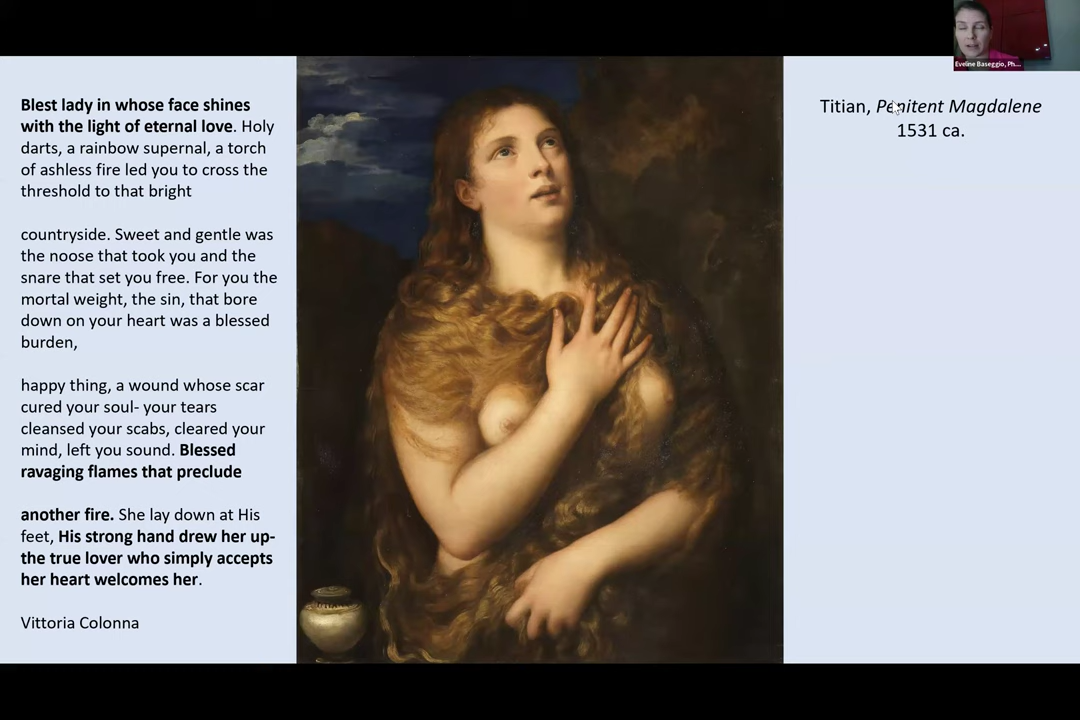 Blest lady in whose face shines
with the light of eternal love. Holy
darts, a rainbow supernal, a torch
of ashless fire led you to cross the
threshold to that bright
countryside. Sweet and gentle was
the noose that took you and the
snare that set you free. For you the
mortal weight, the sin, that bore
down on your heart was a blessed
burden,
happy thing, a wound whose scar
cured your soul- your tears
cleansed your scabs, cleared your
mind, left you sound. Blessed
ravaging flames that preclude
another fire. She lay down at His
feet, His strong hand drew her up-
the true lover who simply accepts
her heart welcomes her.
Vittoria Colonna
Titian, Penitent Magdalene
1531 ca.
Eveline Baseggio, Ph....